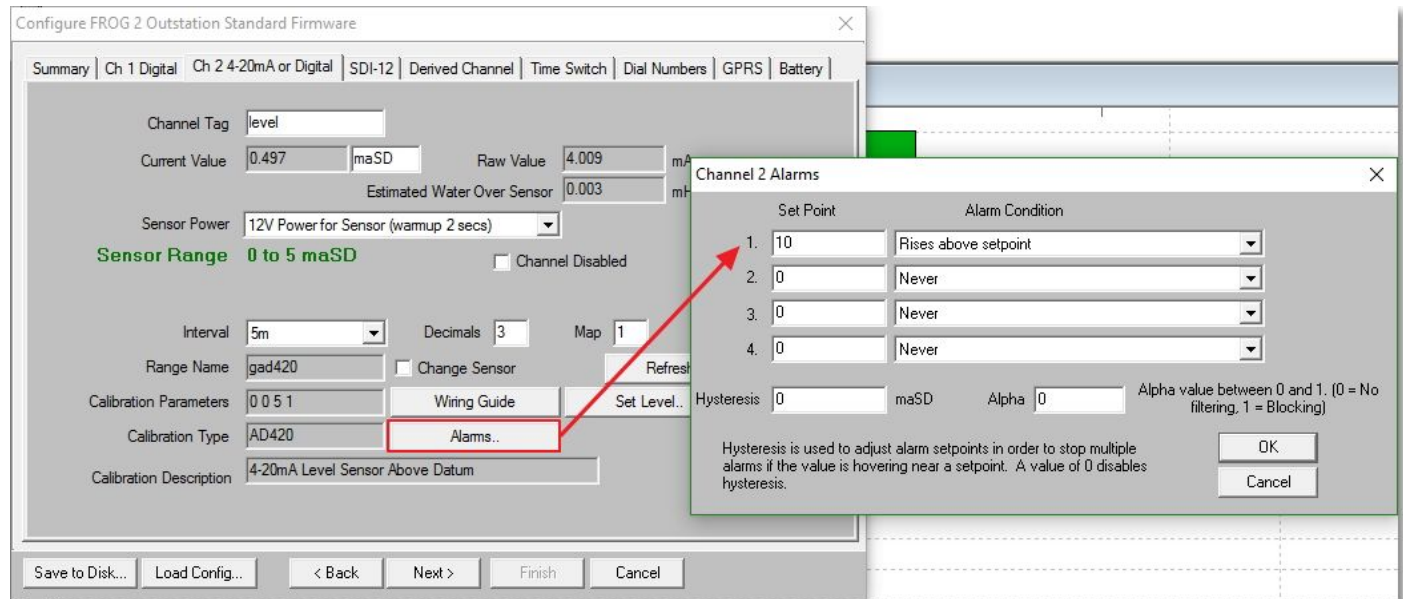 Configure FROG 2 Outstation Standard Firmware
Summary Ch 1 Digital Ch 2 4-20mA or Digital SDI-12 Derived Channel Time Switch Dial Numbers GPRS Battery
Channel Tag level
Current Value 0.497 maSD Raw Value 4.009 mA
Estimated Water Over Sensor 0.003 mH
Sensor Power 12V Power for Sensor (warmup 2 secs)
Sensor Range 0 to 5 maSD Channel Disabled
Interval 5m Decimals 3 Map 1
Range Name gad420 Change Sensor Refresh
Calibration Parameters 0 0 5 1 Wiring Guide Set Level..
Calibration Type AD420 Alarms..
Calibration Description 4-20mA Level Sensor Above Datum
Save to Disk... Load Config... < Back Next > Finish Cancel
Channel 2 Alarms
Set Point Alarm Condition
1. 10 Rises above setpoint
2. 0 Never
3. 0 Never
4. 0 Never
Hysteresis 0 maSD Alpha 0 Alpha value between 0 and 1. (0 = No
filtering, 1 = Blocking)
Hysteresis is used to adjust alarm setpoints in order to stop multiple
alarms if the value is hovering near a setpoint. A value of 0 disables
hysteresis.
OK
Cancel